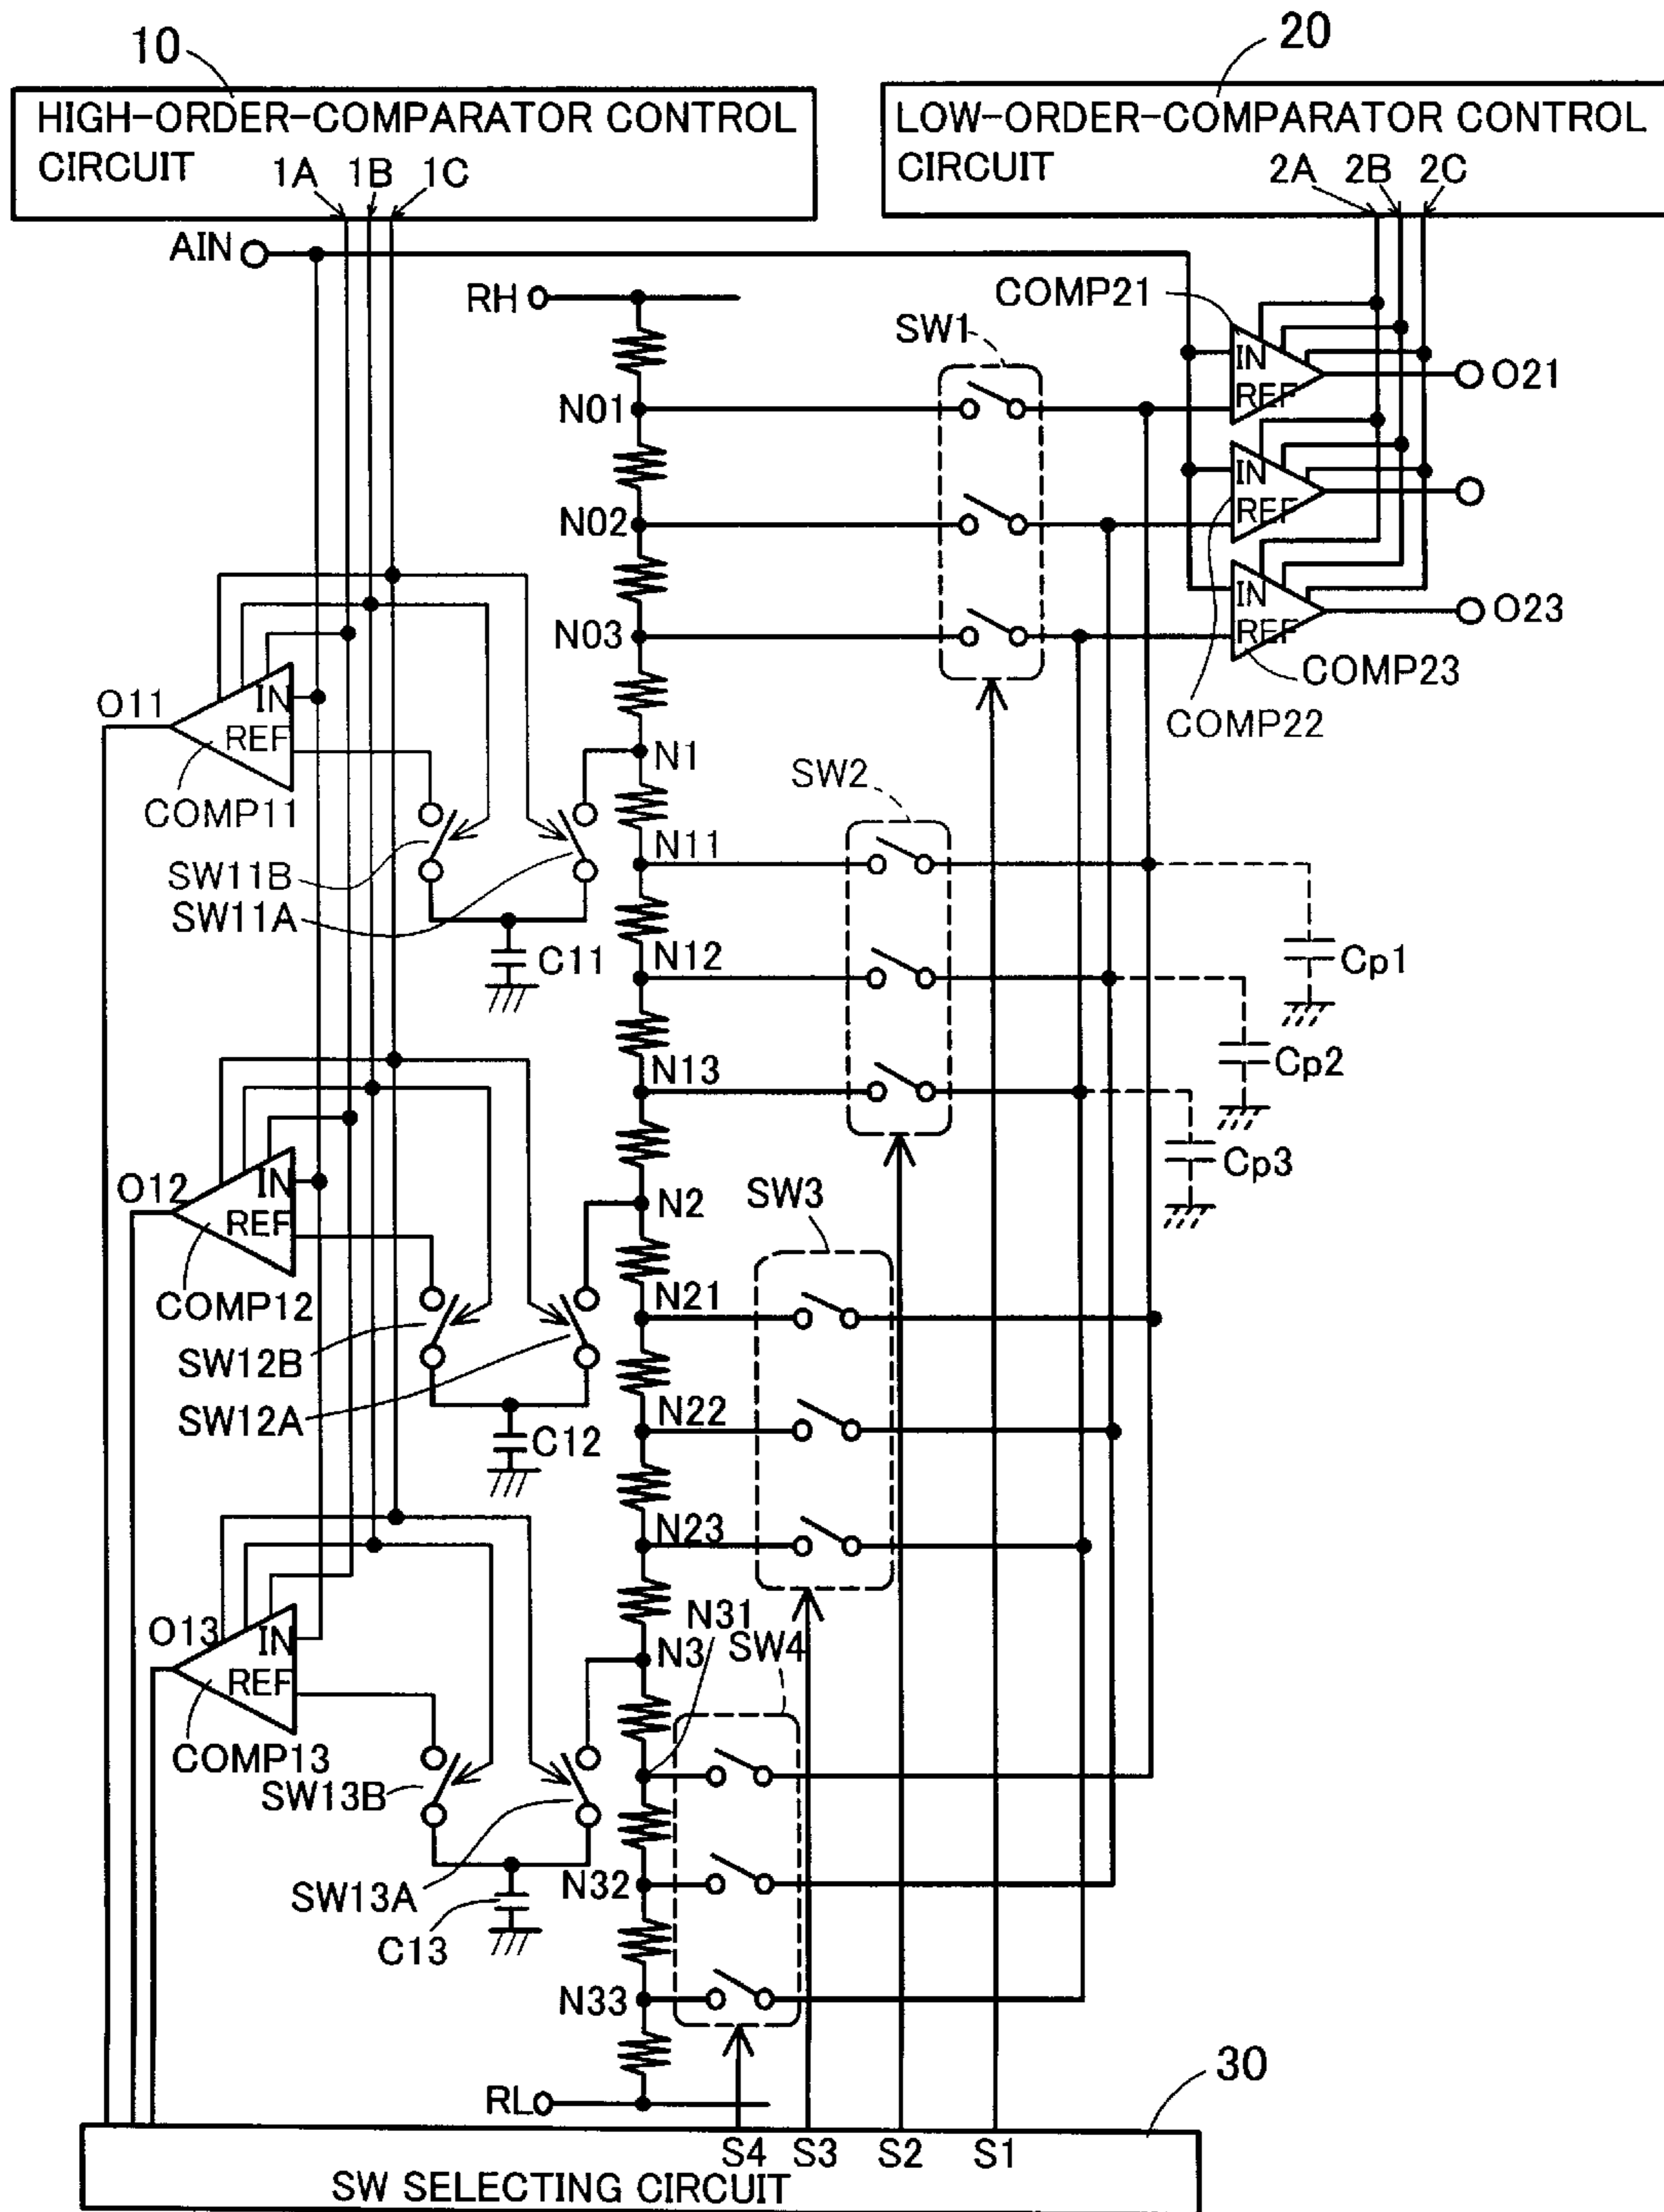 10
20
HIGH-ORDER-COMPARATOR CONTROL
CIRCUIT
1A 1B 1C
LOW-ORDER-COMPARATOR CONTROL
CIRCUIT
2A 2B 2C
AIN
RH
COMP21
SW1
IN
REF
O21
N01
IN
REF
N02
IN
REF
O23
N03
COMP23
COMP22
O11
IN
REF
N1
COMP11
SW2
SW11B
N11
SW11A
C11
N12
Cp1
N13
Cp2
Cp3
O12
IN
REF
N2
SW3
COMP12
N21
SW12B
SW12A
N22
C12
N23
N31
SW4
O13
IN
REF
N3
COMP13
SW13B
SW13A
N32
C13
N33
RL
30
S4 S3 S2 S1
SW SELECTING CIRCUIT